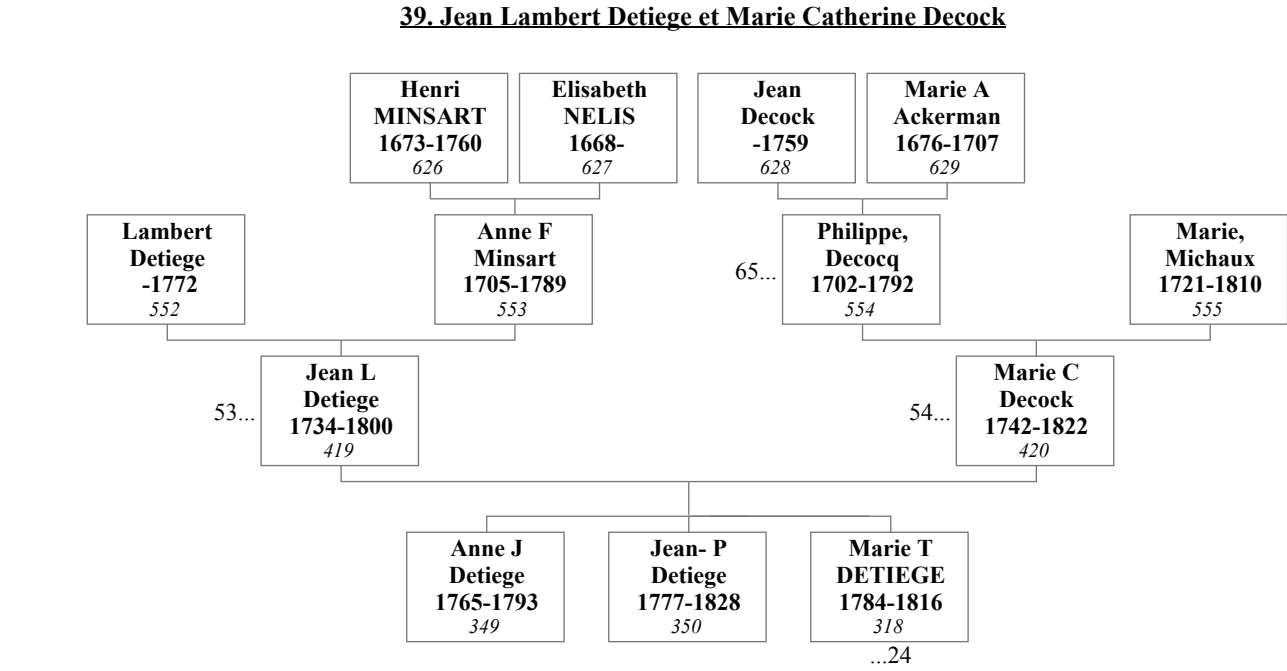 39. Jean Lambert Detiege et Marie Catherine Decock
Henri
MINSART
1673-1760
626
Elisabeth
NELIS
1668-
627
Jean
Decock
-1759
628
Marie A
Ackerman
1676-1707
629
Lambert
Detiege
-1772
552
Anne F
Minsart
1705-1789
553
65...
Philippe,
Decocq
1702-1792
554
Marie,
Michaux
1721-1810
555
53...
Jean L
Detiege
1734-1800
419
54...
Marie C
Decock
1742-1822
420
Anne J
Detiege
1765-1793
349
Jean- P
Detiege
1777-1828
350
Marie T
DETIEGE
1784-1816
318
...24